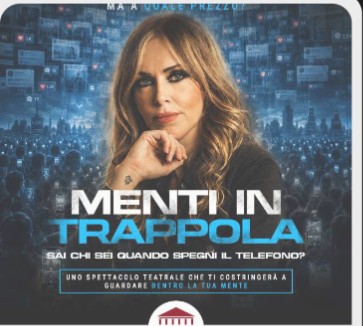 MA A QUALE PREZZO?
MENTI IN
TRAPPOLA
SAI CHI SEI QUANDO SPEGNI IL TELEFONO?
UNO SPETTACOLO TEATRALE CHE TI COSTRINGERÀ A
GUARDARE DENTRO LA TUA MENTE